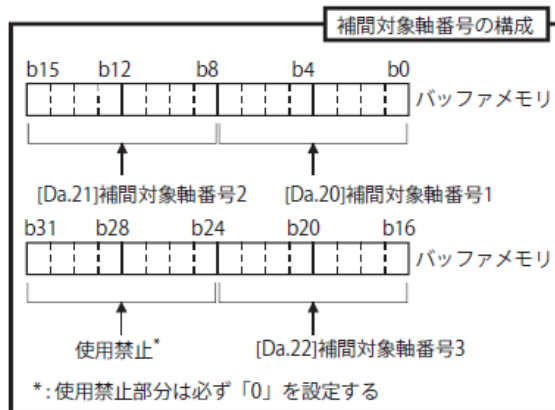 補間対象軸番号の構成
b15 b12 b8 b4 b0
バッファメモリ
[Da.21]補間対象軸番号2 [Da.20]補間対象軸番号1
b31 b28 b24 b20 b16
バッファメモリ
使用禁止* [Da.22]補間対象軸番号3
*:使用禁止部分は必ず「0」を設定する